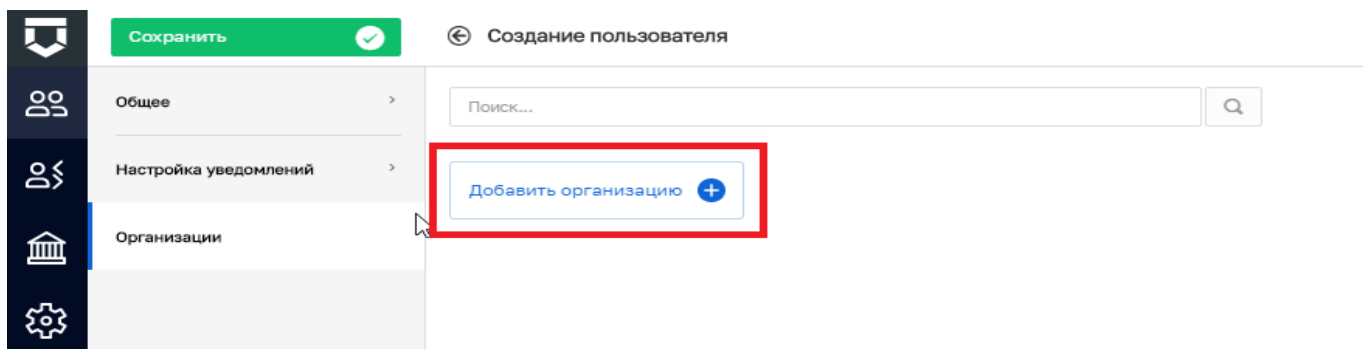 Сохранить
Создание пользователя
Общее
Настройка уведомлений
Организации
Поиск...
Добавить организацию